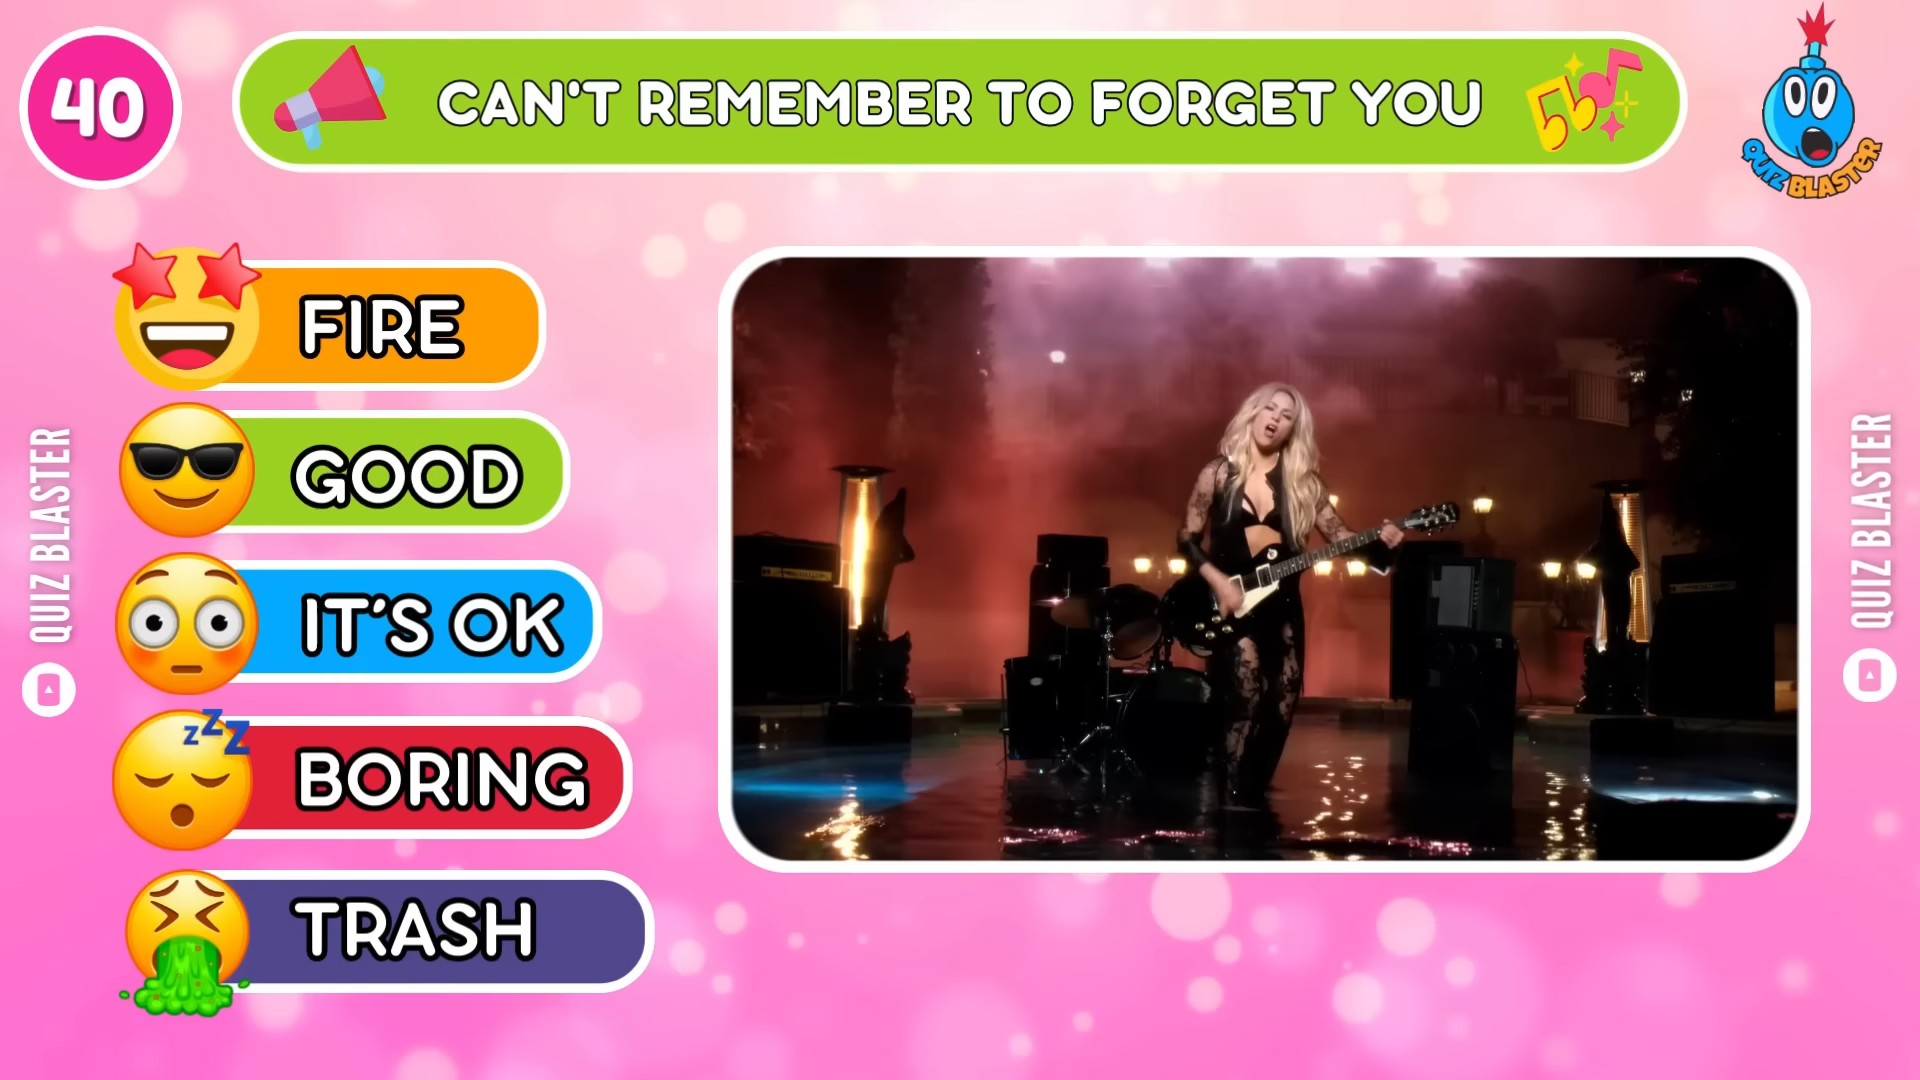 40
CAN'T REMEMBER TO FORGET YOU
QUIZ BLASTER
FIRE
GOOD
IT'S OK
BORING
TRASH
QUIZ BLASTER
QUIZ BLASTER